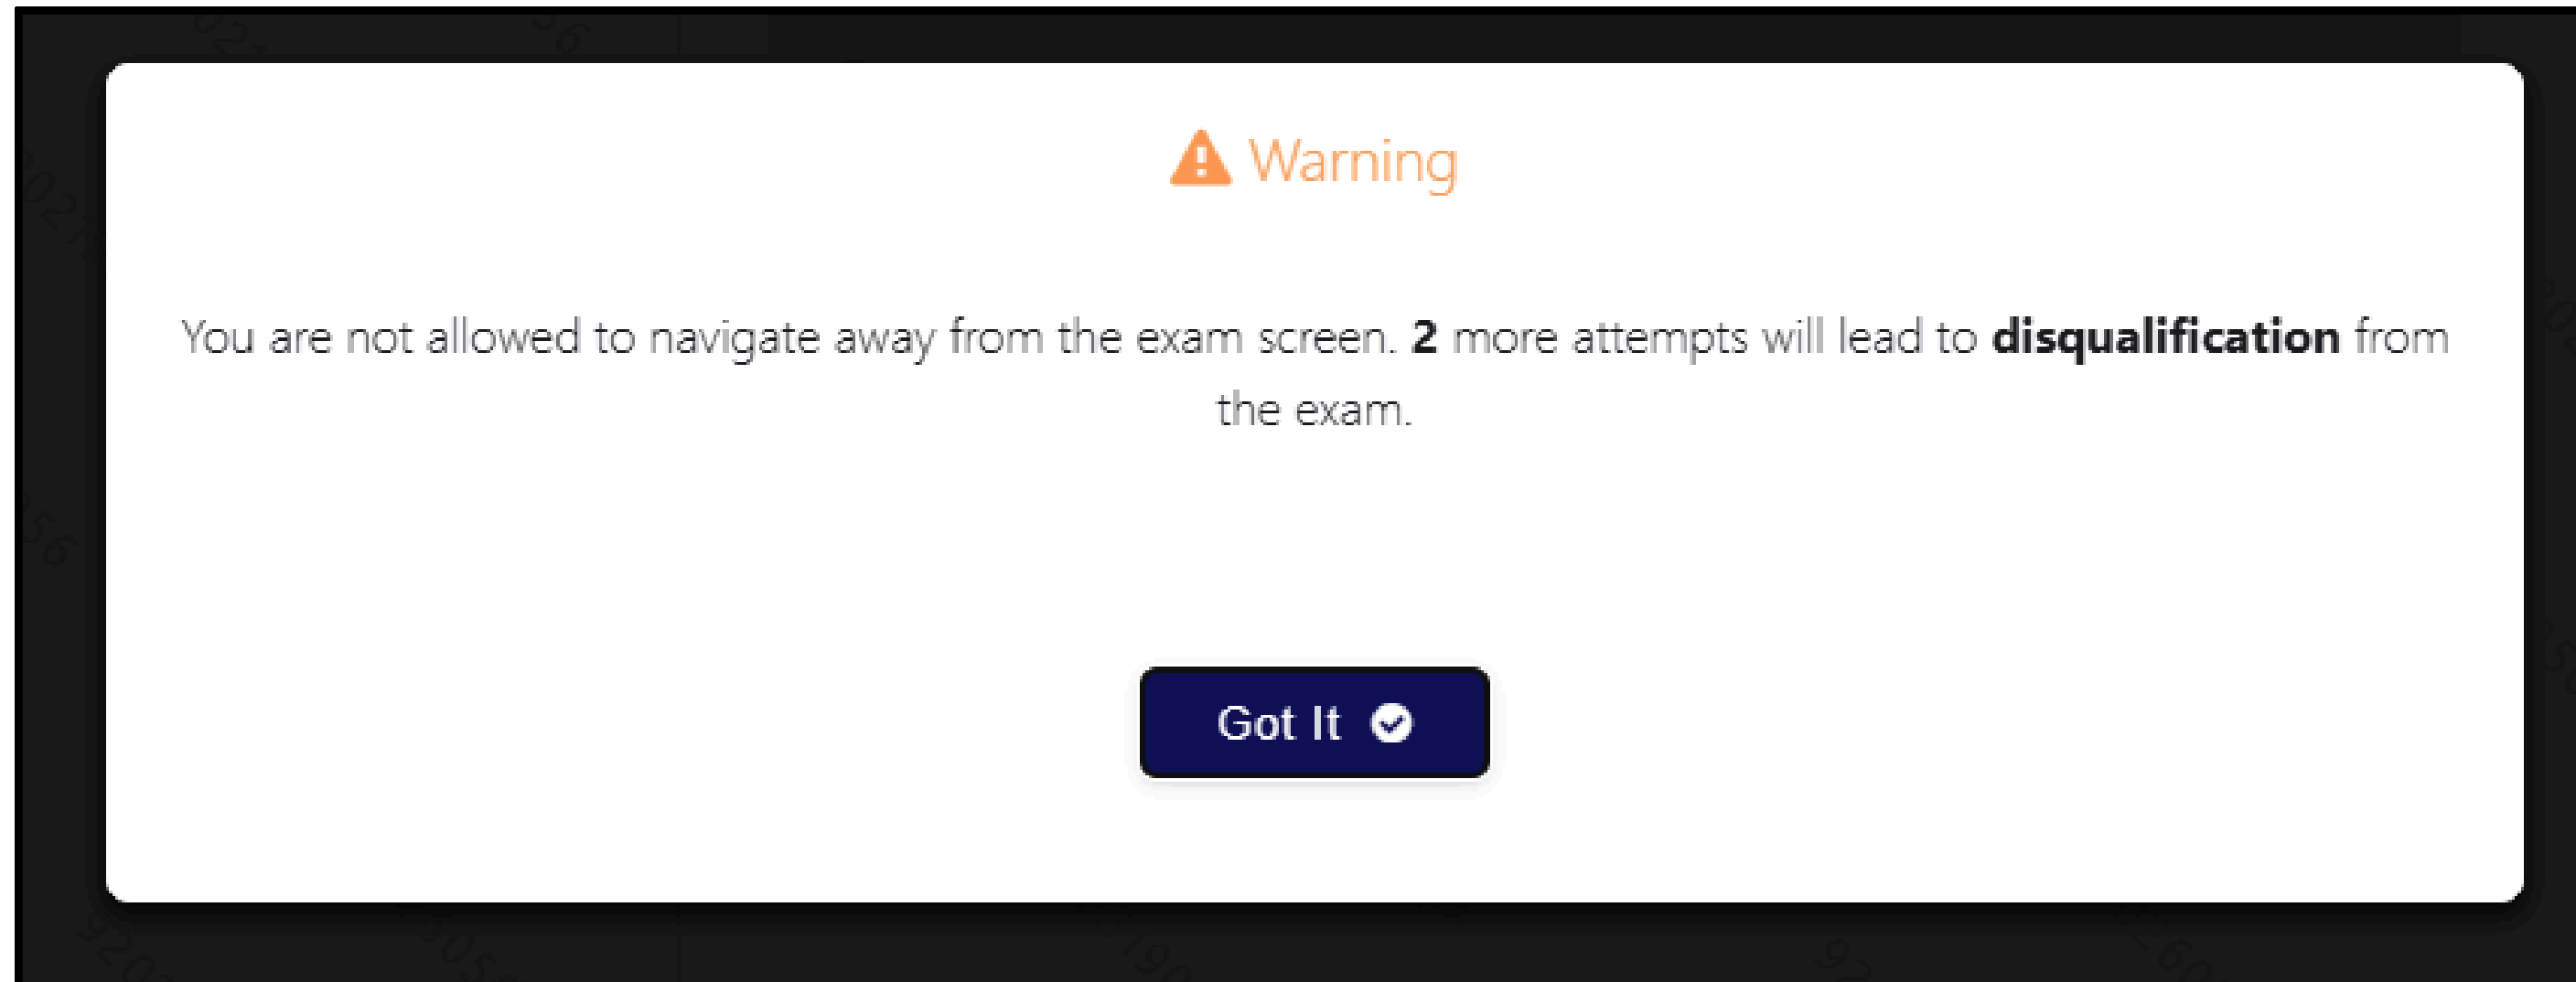 Warning
You are not allowed to navigate away from the exam screen. 2 more attempts will lead to disqualification from
the exam.
Got It